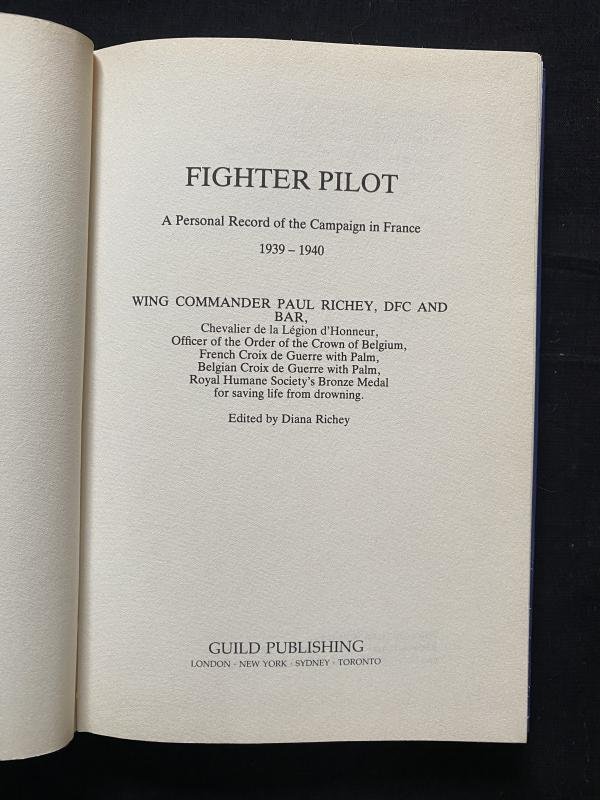 FIGHTER PILOT
A Personal Record of the Campaign in France
1939 – 1940
WING COMMANDER PAUL RICHEY, DFC AND
BAR,
Chevalier de la Légion d'Honneur,
Officer of the Order of the Crown of Belgium,
French Croix de Guerre with Palm,
Belgian Croix de Guerre with Palm,
Royal Humane Society's Bronze Medal
for saving life from drowning.
Edited by Diana Richey
GUILD PUBLISHING
LONDON · NEW YORK · SYDNEY · TORONTO